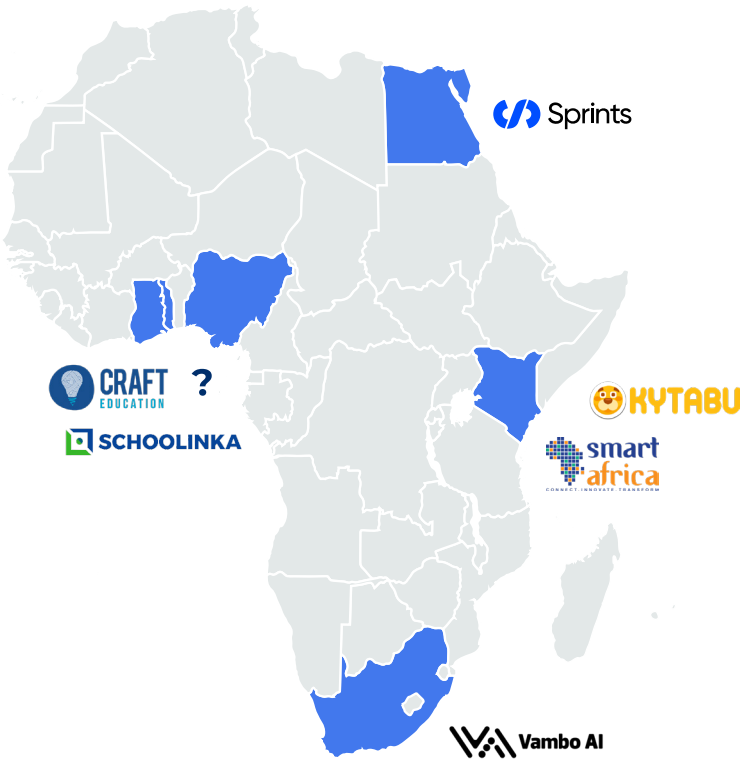 Sprints
CRAFT
EDUCATION
?
SCHOOLINKA
KYTABU
smart
africa
CONNECT.INNOVATE.TRANSFORM
Vambo AI